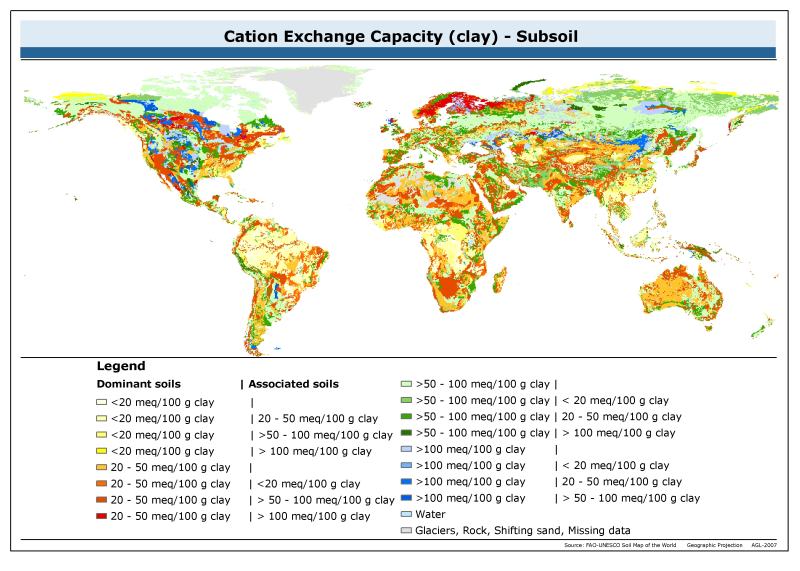 Cation Exchange Capacity (clay) - Subsoil
Legend
Dominant soils | Associated soils
<20 meq/100 g clay |
<20 meq/100 g clay | 20 - 50 meq/100 g clay
<20 meq/100 g clay | >50 - 100 meq/100 g clay
<20 meq/100 g clay | > 100 meq/100 g clay
20 - 50 meq/100 g clay |
20 - 50 meq/100 g clay | <20 meq/100 g clay
20 - 50 meq/100 g clay | > 50 - 100 meq/100 g clay
20 - 50 meq/100 g clay | > 100 meq/100 g clay
>50 - 100 meq/100 g clay |
>50 - 100 meq/100 g clay | < 20 meq/100 g clay
>50 - 100 meq/100 g clay | 20 - 50 meq/100 g clay
>50 - 100 meq/100 g clay | > 100 meq/100 g clay
>100 meq/100 g clay |
>100 meq/100 g clay | < 20 meq/100 g clay
>100 meq/100 g clay | 20 - 50 meq/100 g clay
>100 meq/100 g clay | > 50 - 100 meq/100 g clay
Water
Glaciers, Rock, Shifting sand, Missing data
Source: FAO-UNESCO Soil Map of the World Geographic Projection AGL-2007